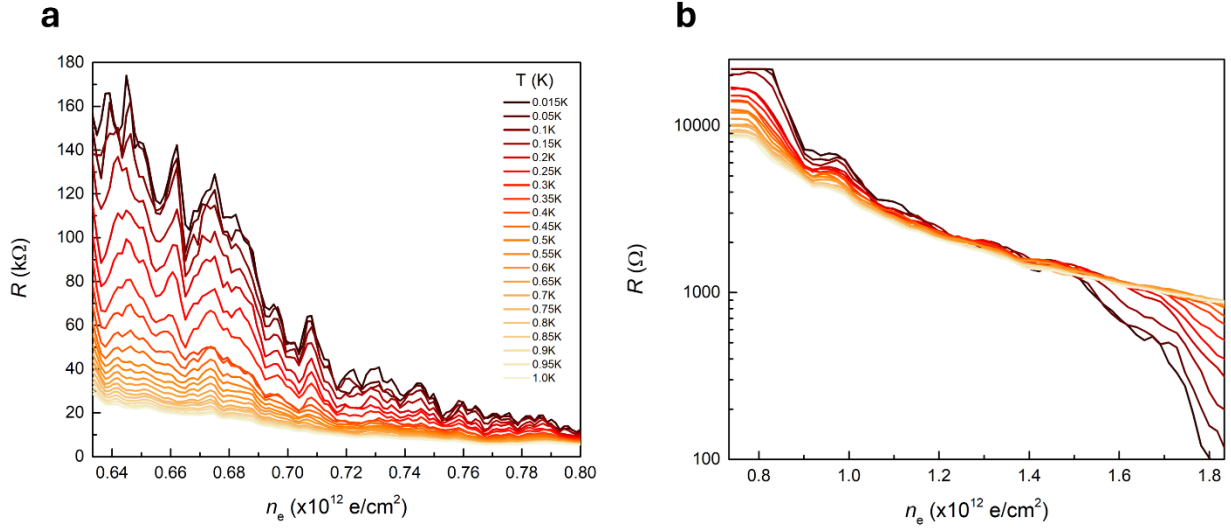 a
180
160
140
120
100
80
60
40
20
0
R (kΩ)
0.64 0.66 0.68 0.70 0.72 0.74 0.76 0.78 0.80
nₑ (x10¹² e/cm²)
T (K)
0.015K
0.05K
0.1K
0.15K
0.2K
0.25K
0.3K
0.35K
0.4K
0.45K
0.5K
0.55K
0.6K
0.65K
0.7K
0.75K
0.8K
0.85K
0.9K
0.95K
1.0K
b
10000
1000
100
R (Ω)
0.8 1.0 1.2 1.4 1.6 1.8
nₑ (x10¹² e/cm²)